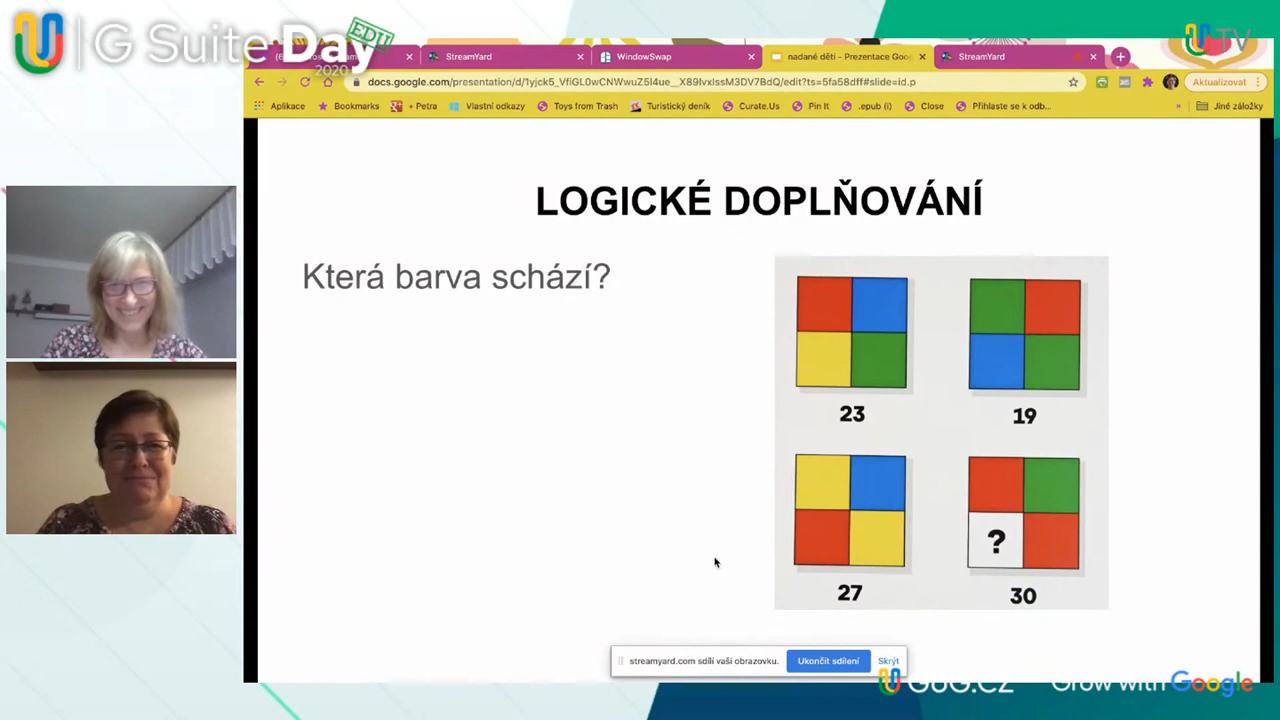 G Suite Day
EDU
2020
TV
StreamYard
WindowSwap
nadané děti - Prezentace Goo
StreamYard
docs.google.com/presentation/d/1yjck5_VfiGL0wCNWwuZ5I4ue__X89IvxlssM3DV7BdQ/edit?ts=5fa58dff#slide=id.p
Aktualizovat
Aplikace
Bookmarks
+ Petra
Vlastní odkazy
Toys from Trash
Turistický deník
Curate.Us
Pin It
.epub (i)
Close
Přihlaste se k odb...
»
Jiné záložky
LOGICKÉ DOPLŇOVÁNÍ
Která barva schází?
23
19
?
27
30
streamyard.com sdílí vaši obrazovku.
Ukončit sdílení
Skrýt
GUG.CZ
Grow with Google